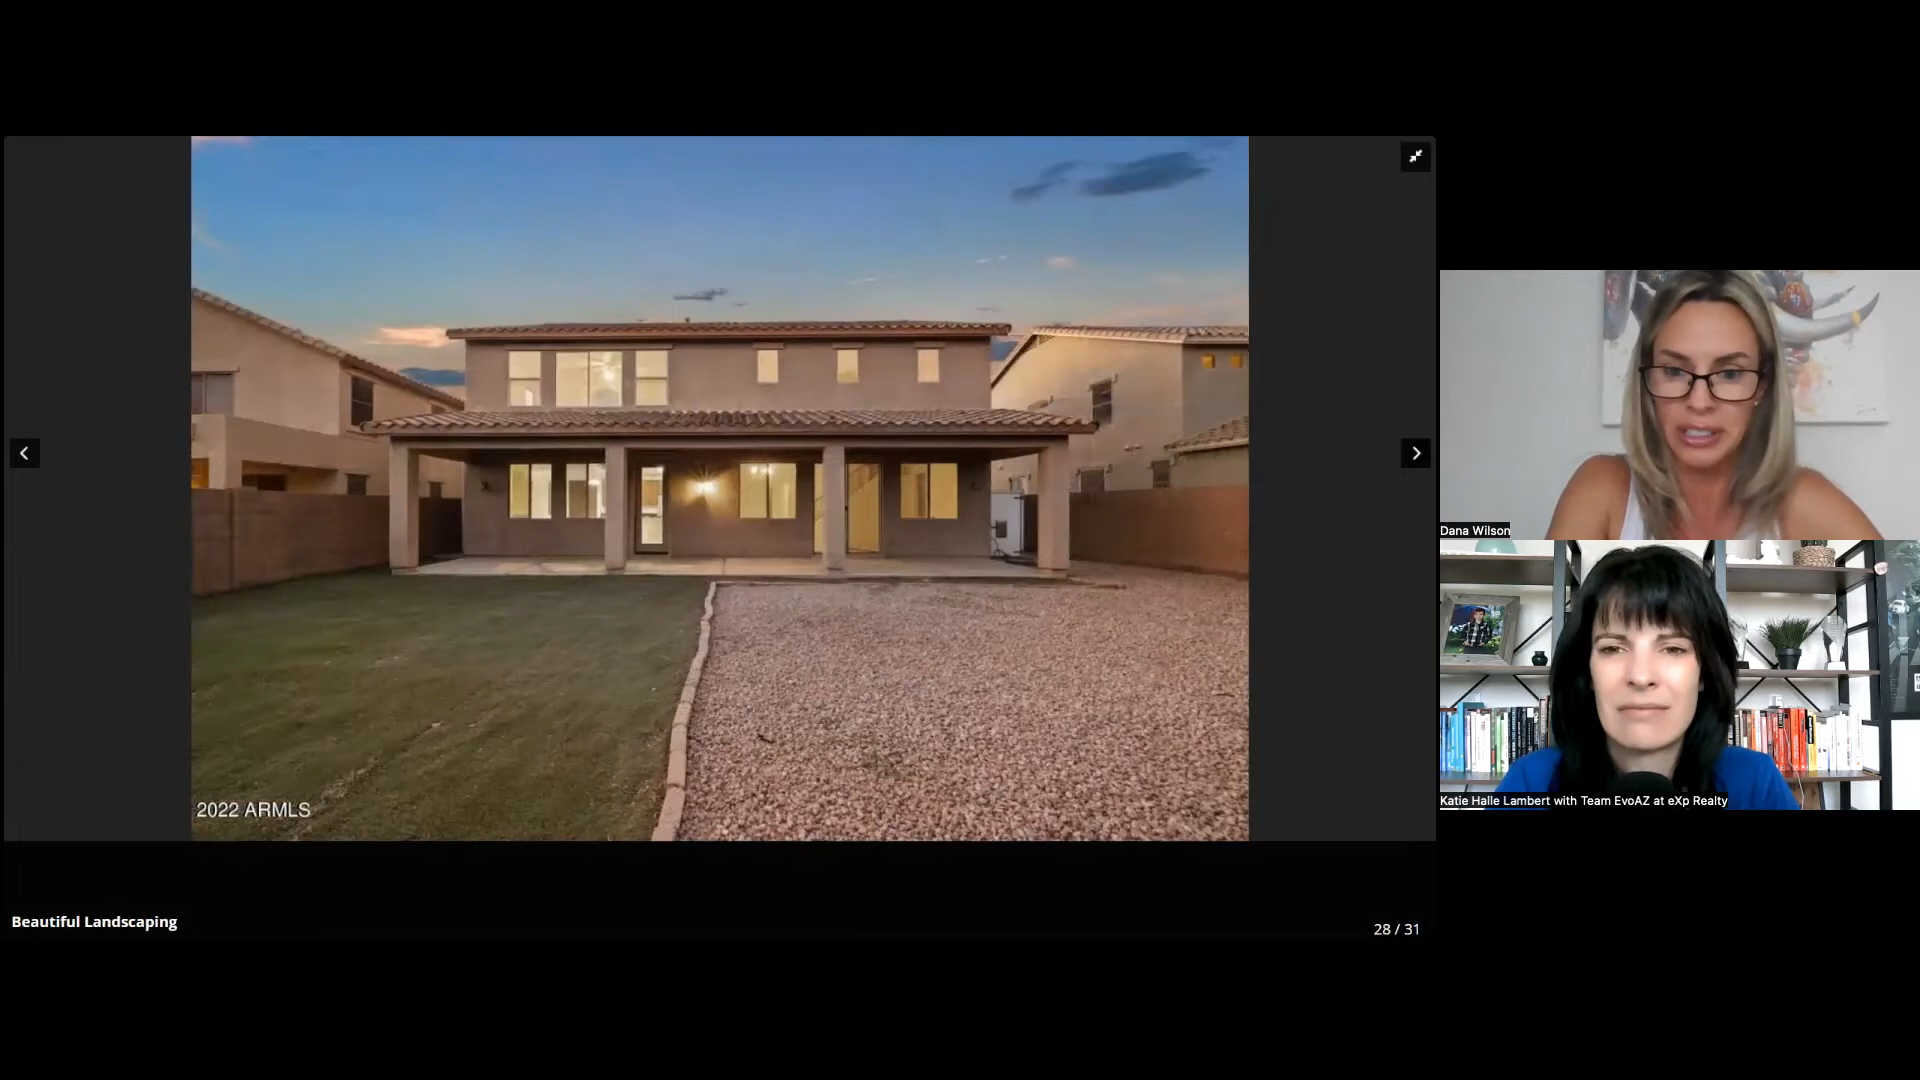 2022 ARMLS
Beautiful Landscaping
28 / 31
Dana Wilson
Katie Halle Lambert with Team EvoAZ at eXp Realty